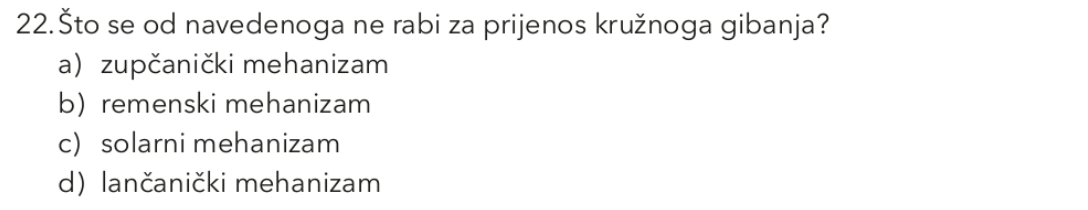 22. Što se od navedenoga ne rabi za prijenos kružnoga gibanja?
a) zupčanički mehanizam
b) remenski mehanizam
c) solarni mehanizam
d) lančanički mehanizam